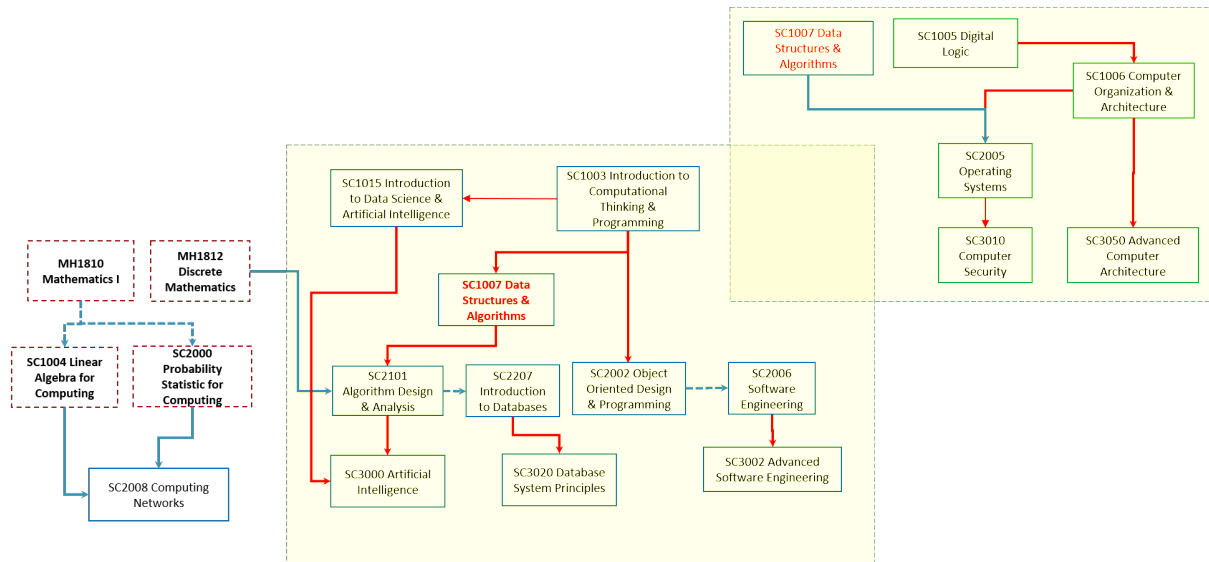 SC1007 Data
Structures &
Algorithms
SC1005 Digital
Logic
SC1006 Computer
Organization &
Architecture
SC2005
Operating
Systems
SC3010
Computer
Security
SC3050 Advanced
Computer
Architecture
SC1015 Introduction
to Data Science &
Artificial Intelligence
SC1003 Introduction to
Computational
Thinking &
Programming
MH1810
Mathematics I
MH1812
Discrete
Mathematics
SC1007 Data
Structures &
Algorithms
SC1004 Linear
Algebra for
Computing
SC2000
Probability
Statistic for
Computing
SC2101
Algorithm Design
& Analysis
SC2207
Introduction
to Databases
SC2002 Object
Oriented Design
& Programming
SC2006
Software
Engineering
SC2008 Computing
Networks
SC3000 Artificial
Intelligence
SC3020 Database
System Principles
SC3002 Advanced
Software Engineering